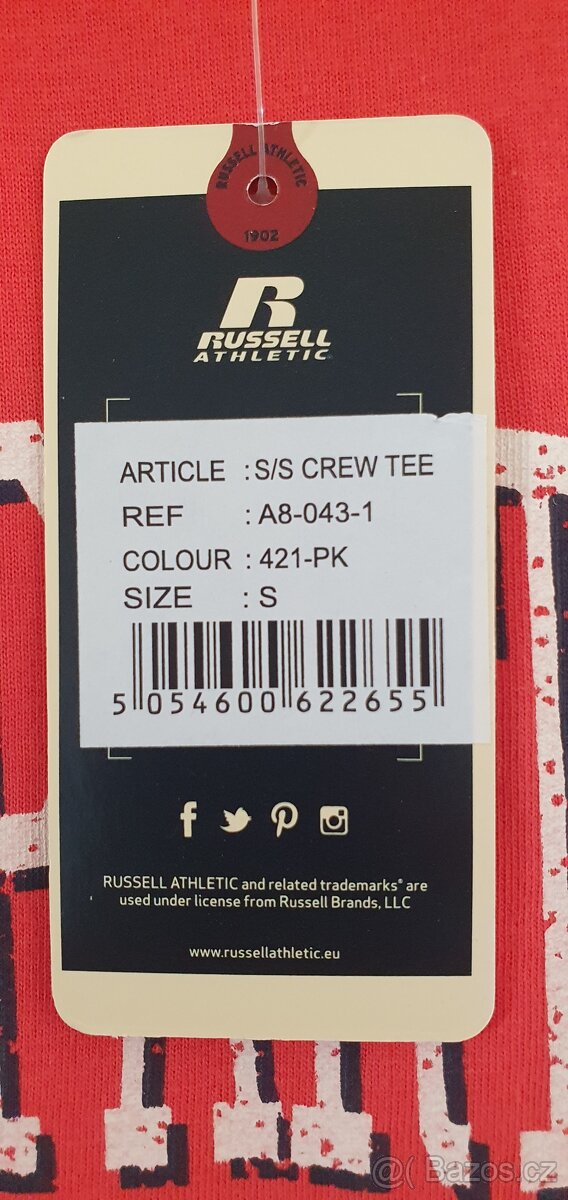 RUSSELL ATHLETIC
1902
R
RUSSELL
ATHLETIC
ARTICLE : S/S CREW TEE
REF : A8-043-1
COLOUR : 421-PK
SIZE : S
5 054600 622655
RUSSELL ATHLETIC and related trademarks® are
used under license from Russell Brands, LLC
www.russellathletic.eu
@( Bazos.cz